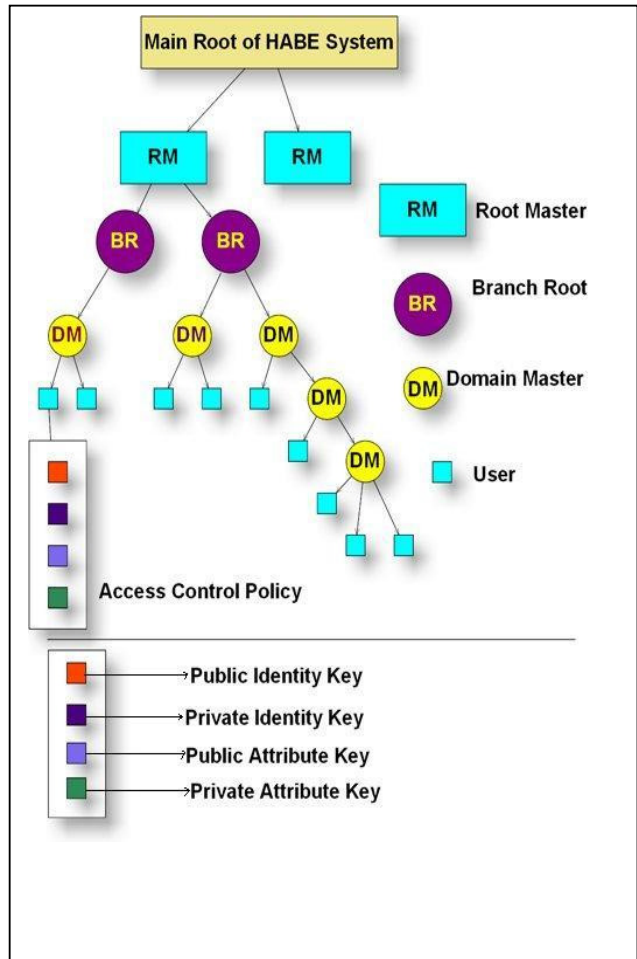 Main Root of HABE System
RM
RM
RM
Root Master
BR
BR
BR
Branch Root
DM
DM
DM
DM
Domain Master
DM
DM
User
Access Control Policy
Public Identity Key
Private Identity Key
Public Attribute Key
Private Attribute Key